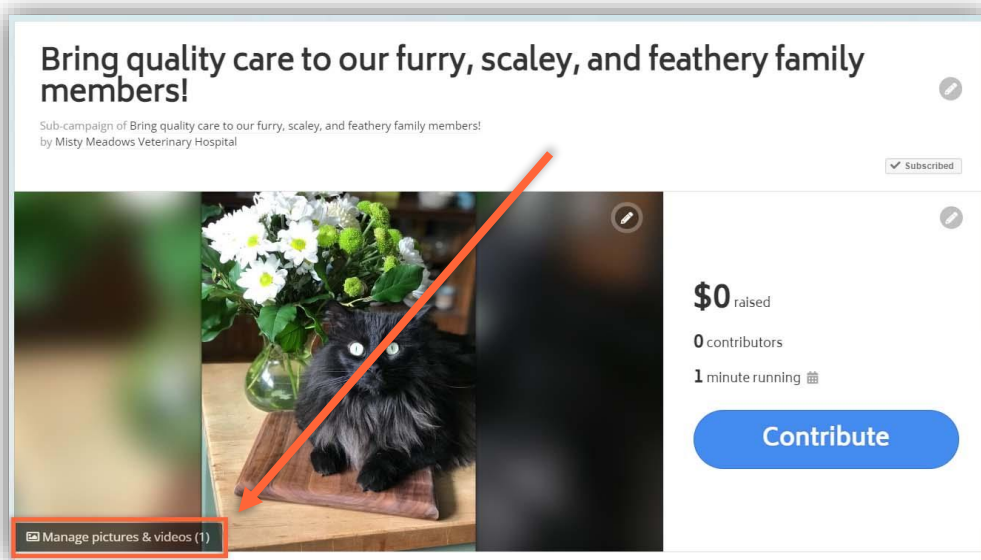 Bring quality care to our furry, scaley, and feathery family
members!
Sub-campaign of Bring quality care to our furry, scaley, and feathery family members!
by Misty Meadows Veterinary Hospital
Subscribed
$0 raised
0 contributors
1 minute running
Contribute
Manage pictures & videos (1)